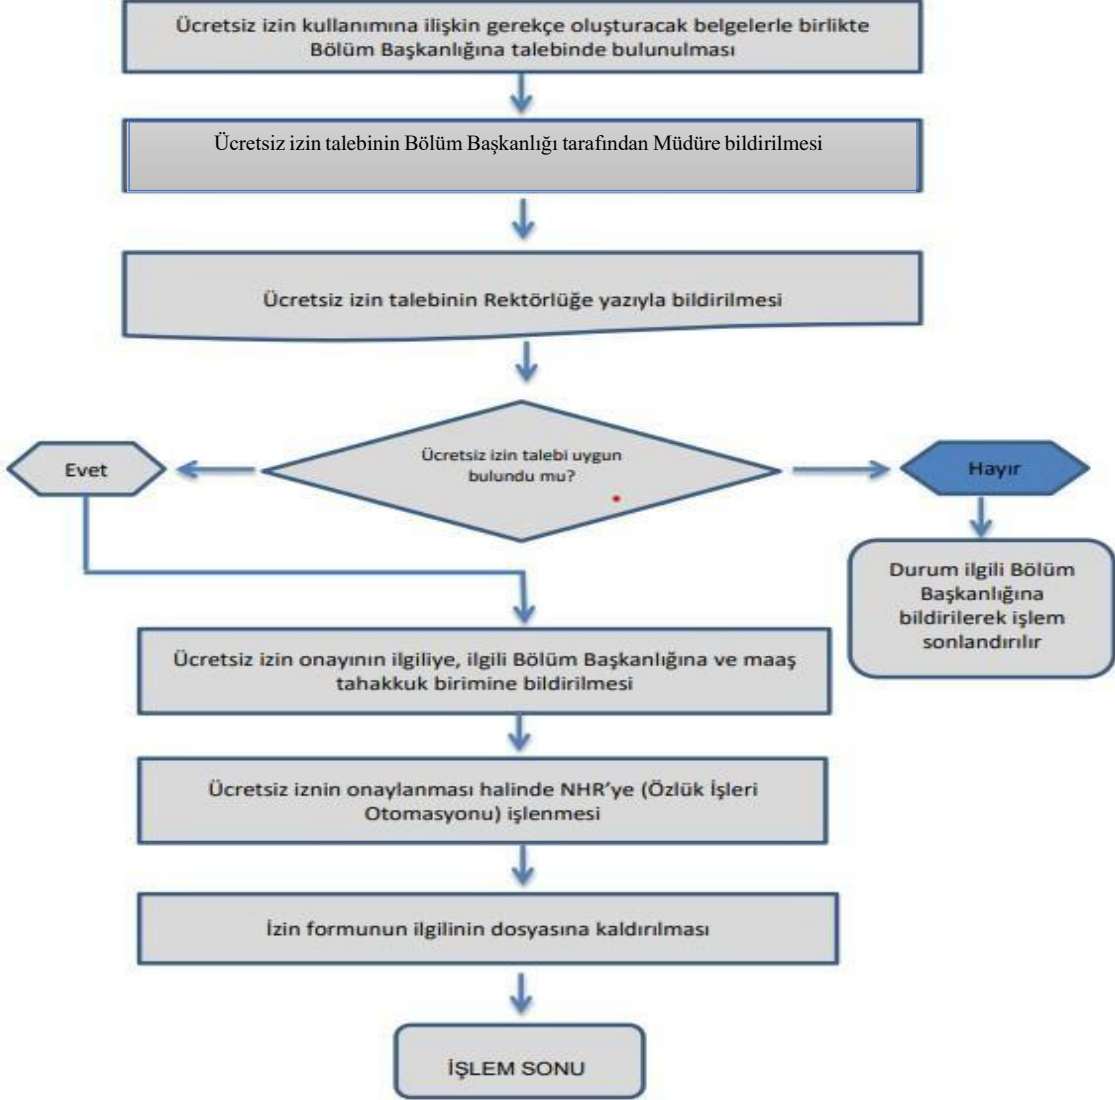 Ücretsiz izin kullanımına ilişkin gerekçe oluşturacak belgelerle birlikte
Bölüm Başkanlığına talebinde bulunulması
Ücretsiz izin talebinin Bölüm Başkanlığı tarafından Müdüre bildirilmesi
Ücretsiz izin talebinin Rektörlüğe yazıyla bildirilmesi
Ücretsiz izin talebi uygun
bulundu mu?
Evet
Hayır
Durum ilgili Bölüm
Başkanlığına
bildirilerek işlem
sonlandırılır
Ücretsiz izin onayının ilgiliye, ilgili Bölüm Başkanlığına ve maaş
tahakkuk birimine bildirilmesi
Ücretsiz iznin onaylanması halinde NHR’ye (Özlük İşleri
Otomasyonu) işlenmesi
İzin formunun ilgilinin dosyasına kaldırılması
İŞLEM SONU